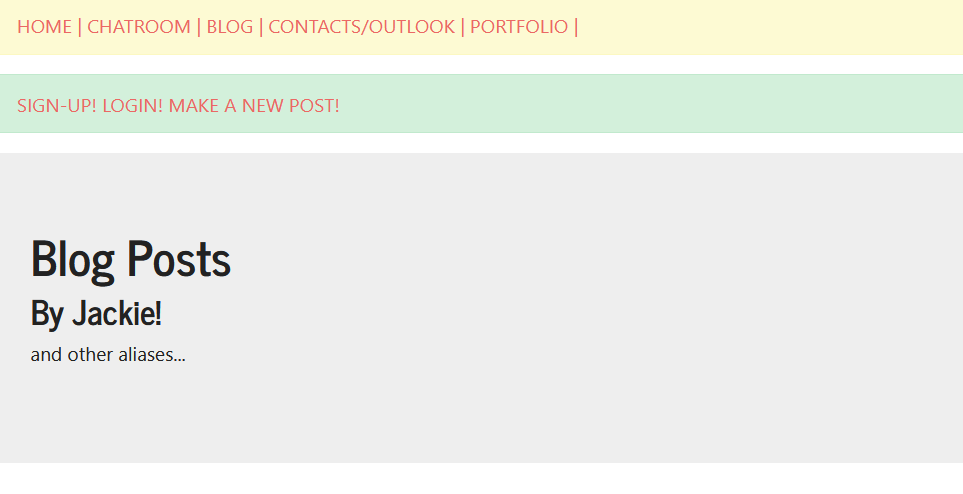 HOME | CHATROOM | BLOG | CONTACTS/OUTLOOK | PORTFOLIO |
SIGN-UP! LOGIN! MAKE A NEW POST!
Blog Posts
By Jackie!
and other aliases...